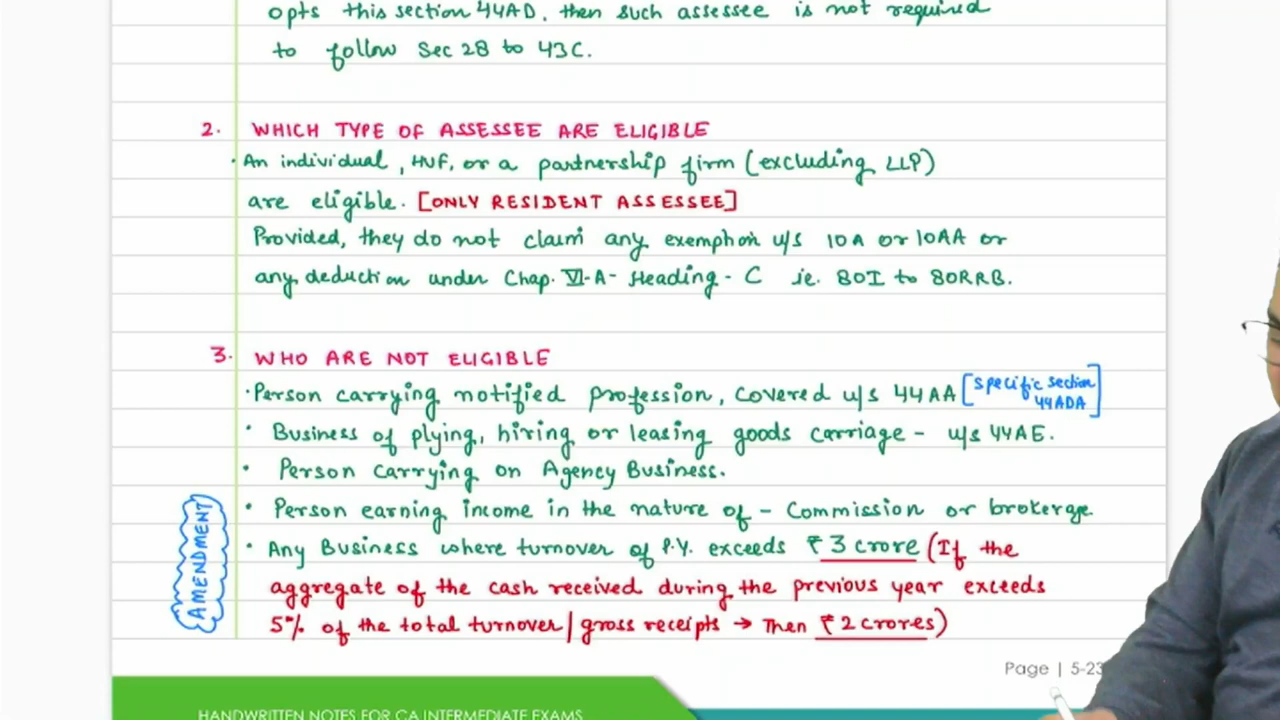 opts this section 44AD, then such assessee is not required
to follow Sec 28 to 43C.
2. WHICH TYPE OF ASSESSEE ARE ELIGIBLE
· An individual, HUF, or a partnership firm (excluding LLP)
are eligible. [ONLY RESIDENT ASSESSEE]
Provided, they do not claim any exemption u/s 10A or 10AA or
any deduction under Chap. VI-A- Heading - C ie. 80I to 80RRB.
3. WHO ARE NOT ELIGIBLE
· Person carrying notified profession, covered u/s 44AA [specific section
44ADA]
· Business of plying, hiring or leasing goods carriage - u/s 44AE.
· Person carrying on Agency Business.
· Person earning income in the nature of - Commission or brokerge.
· Any Business where turnover of P.Y. exceeds ₹ 3 crore (If the
aggregate of the cash received during the previous year exceeds
5% of the total turnover/gross receipts → Then ₹ 2 crores)
AMENDMENT
Page | 5-23
HANDWRITTEN NOTES FOR CA INTERMEDIATE EXAMS